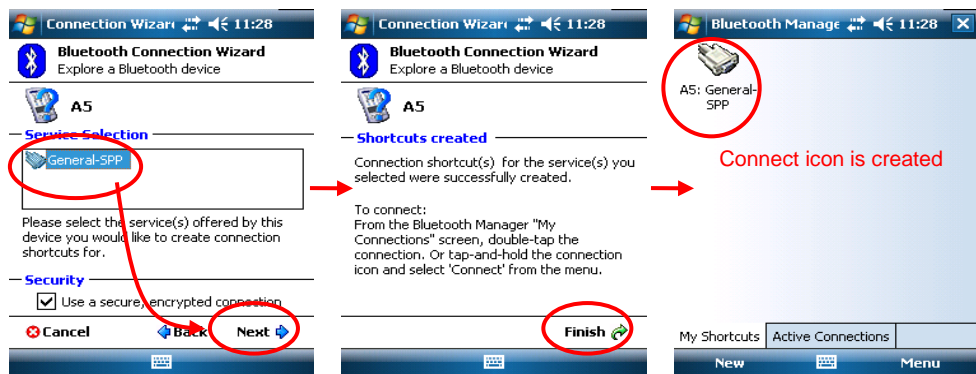 Connection Wizar 11:28
Bluetooth Connection Wizard
Explore a Bluetooth device
A5
Service Selection
General-SPP
Please select the service(s) offered by this
device you would like to create connection
shortcuts for.
Security
Use a secure, encrypted connection
Cancel Back Next
Connection Wizar 11:28
Bluetooth Connection Wizard
Explore a Bluetooth device
A5
Shortcuts created
Connection shortcut(s) for the service(s) you
selected were successfully created.
To connect:
From the Bluetooth Manager "My
Connections" screen, double-tap the
connection. Or tap-and-hold the connection
icon and select 'Connect' from the menu.
Finish
Bluetooth Manage 11:28
A5: General-
SPP
Connect icon is created
My Shortcuts Active Connections
New Menu